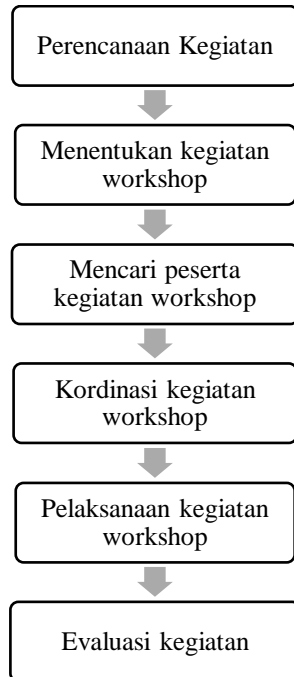 Perencanaan Kegiatan
Menentukan kegiatan
workshop
Mencari peserta
kegiatan workshop
Kordinasi kegiatan
workshop
Pelaksanaan kegiatan
workshop
Evaluasi kegiatan